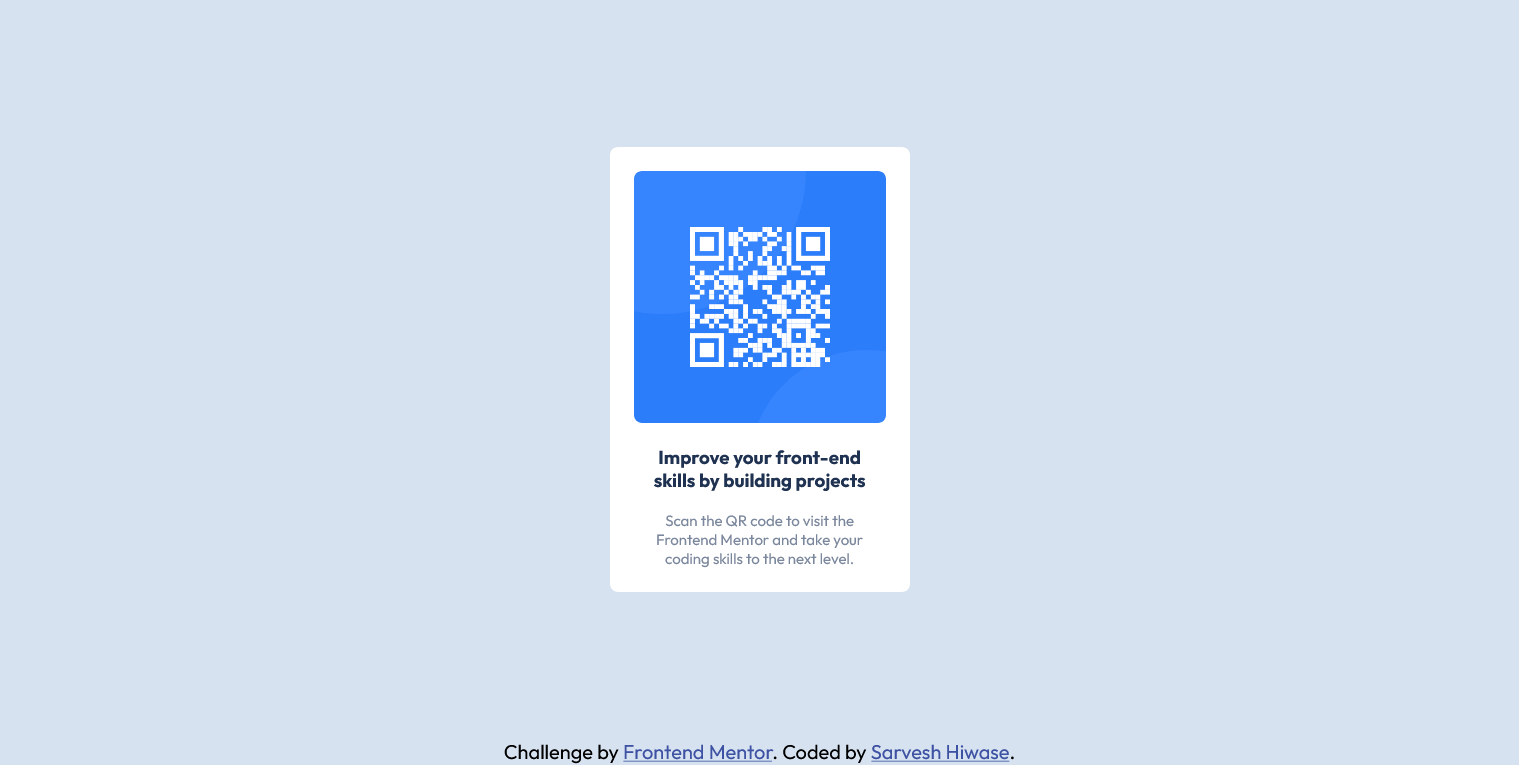 Improve your front-end
skills by building projects
Scan the QR code to visit the
Frontend Mentor and take your
coding skills to the next level.
Challenge by Frontend Mentor. Coded by Sarvesh Hiwase.